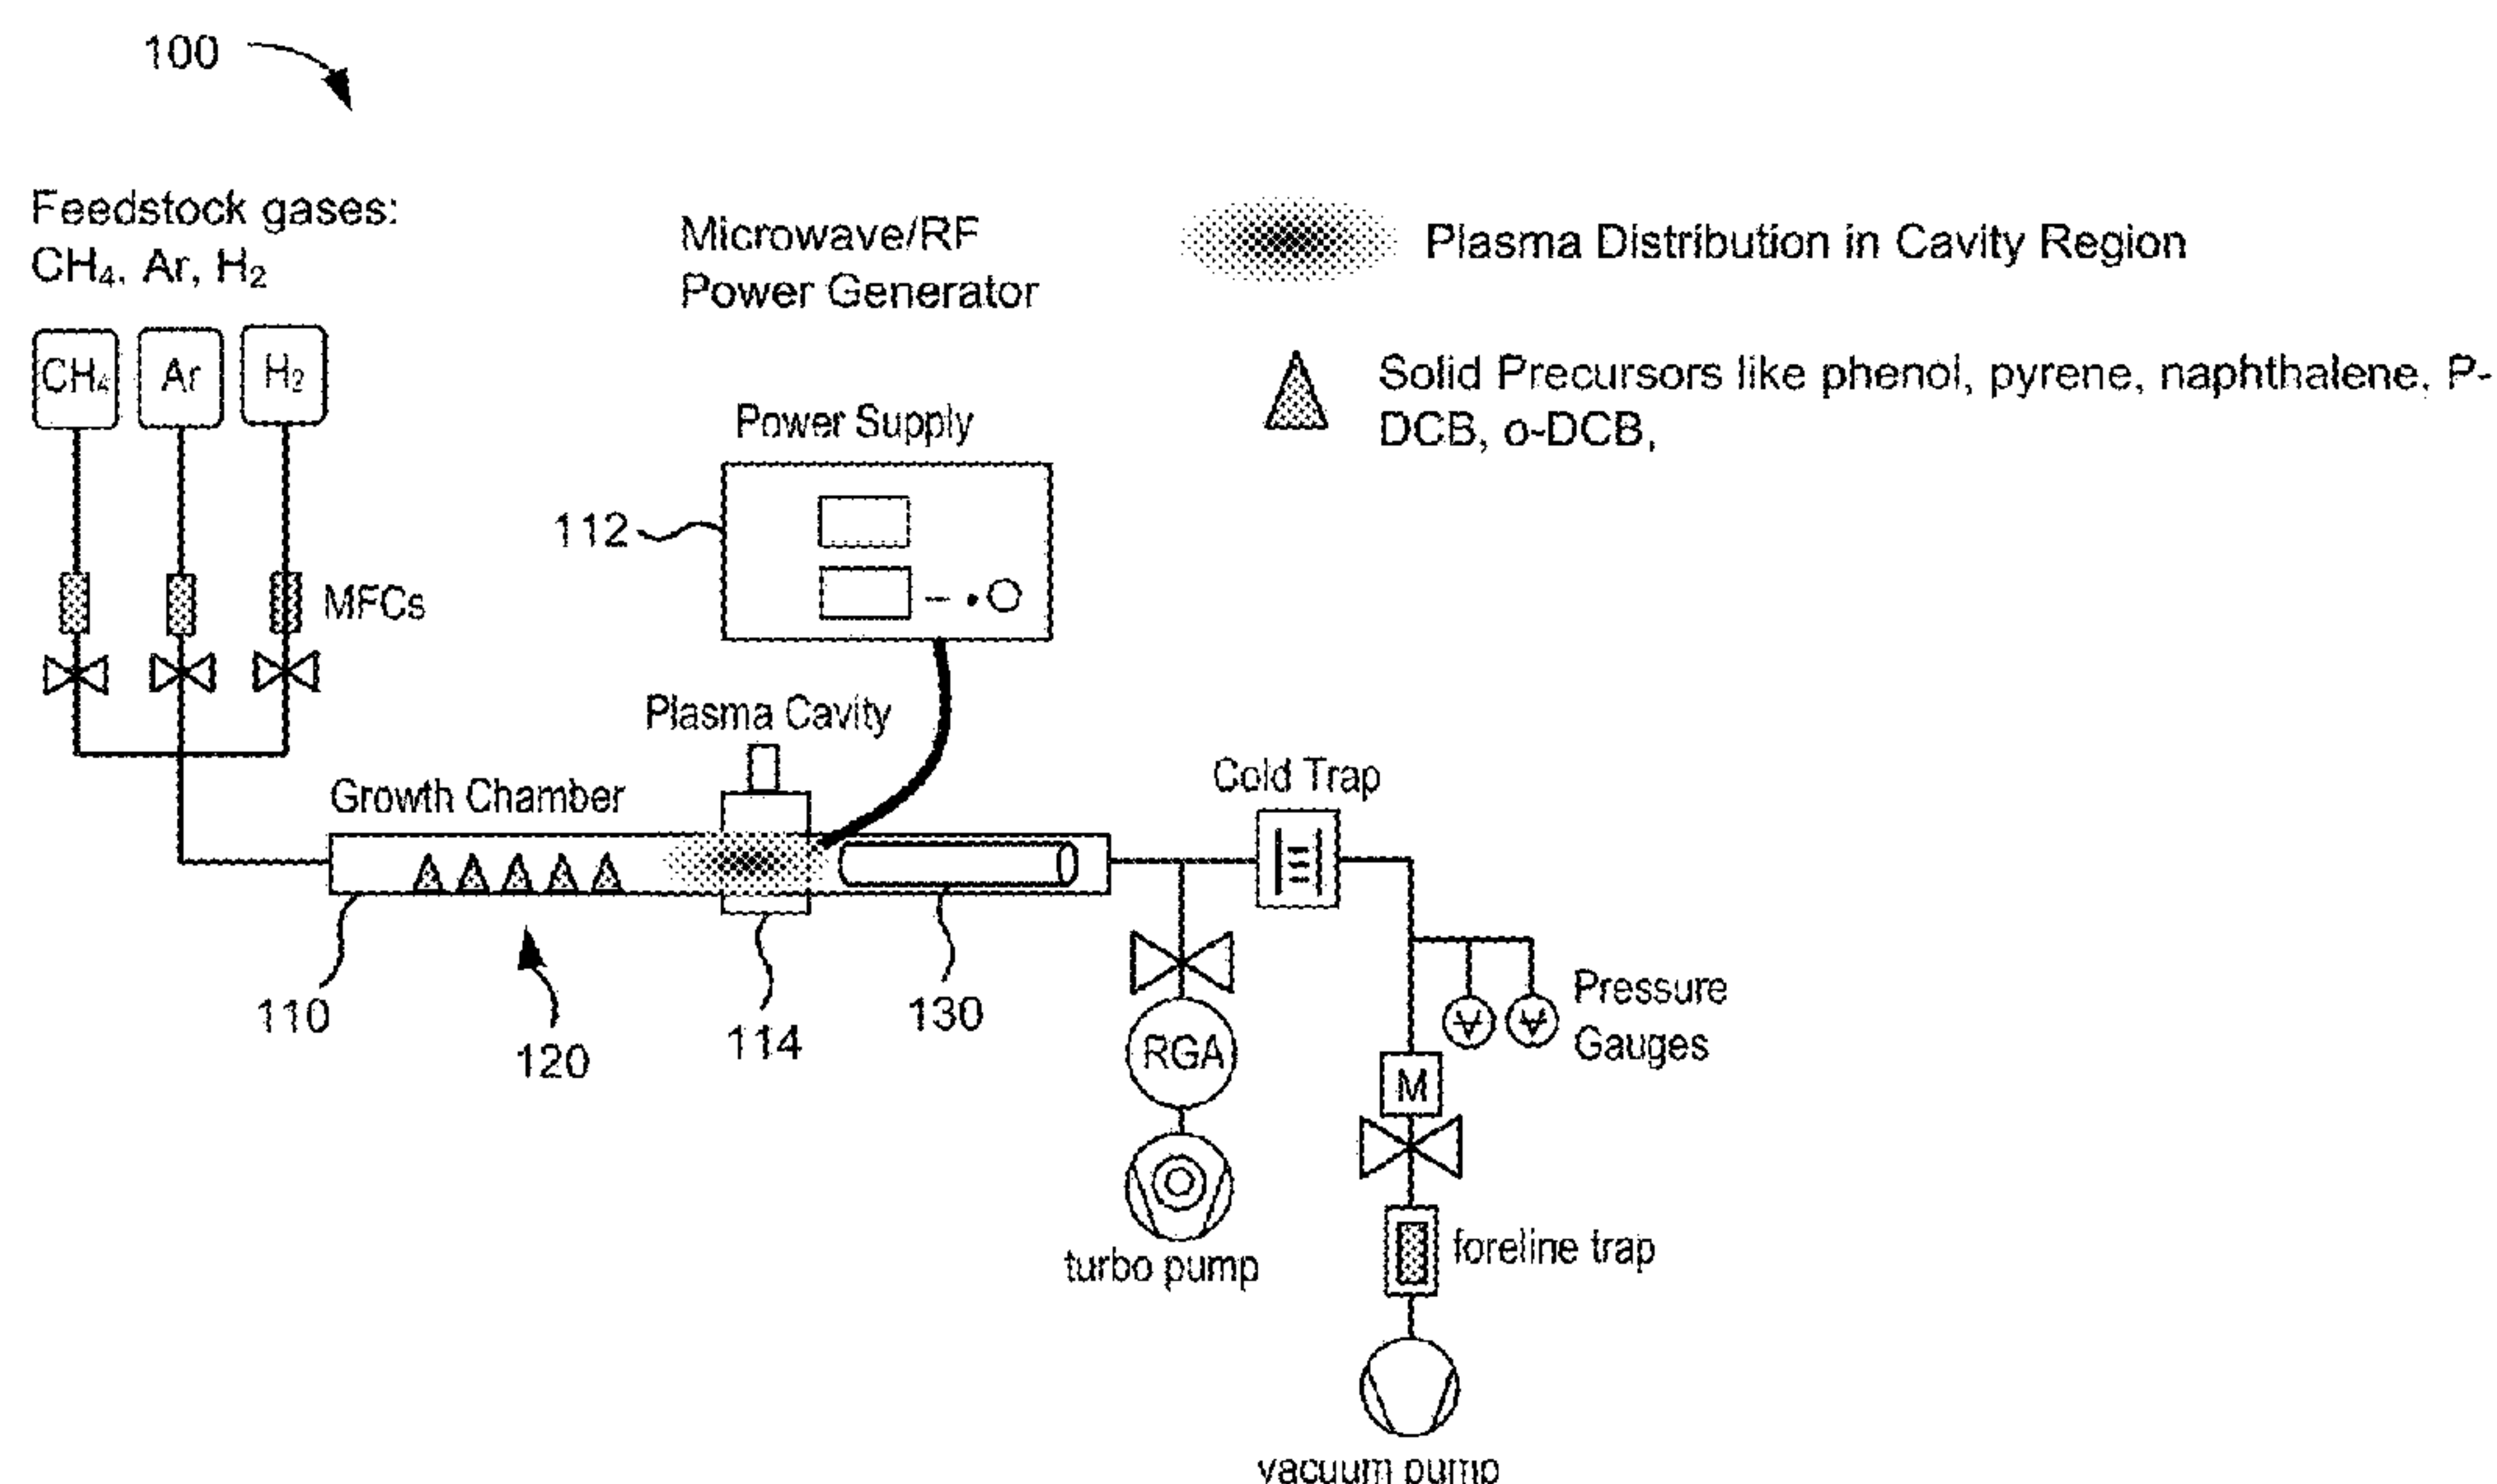 100
Feedstock gases:
CH₄, Ar, H₂
CH₄ Ar H₂
MFCs
Microwave/RF
Power Generator
Power Supply
112
Plasma Distribution in Cavity Region
Solid Precursors like phenol, pyrene, naphthalene, P-
DCB, o-DCB,
Plasma Cavity
Growth Chamber
110
120
114
130
Cold Trap
RGA
turbo pump
Pressure
Gauges
M
foreline trap
vacuum pump